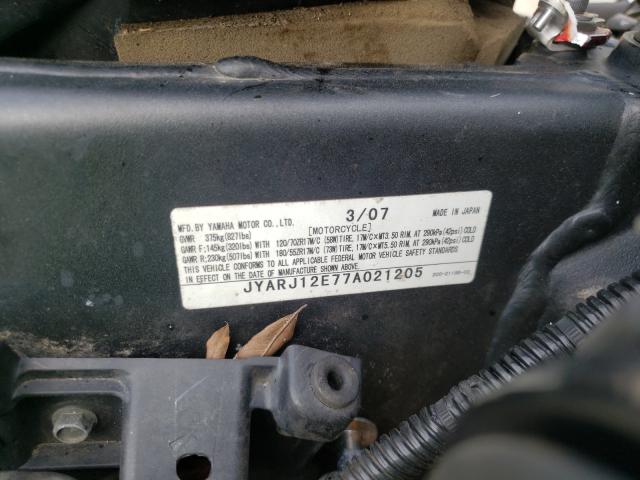 3/07
MADE IN JAPAN
MFD. BY YAMAHA MOTOR CO., LTD. [MOTORCYCLE]
GVWR 375kg(827lbs)
GAWR F:145kg(320lbs) WITH 120/70ZR17M/C (58W)TIRE, 17M/C×MT3.50 RIM, AT 290kPa(42psi)COLD
GAWR R:230kg(507lbs) WITH 180/55ZR17M/C (73W)TIRE, 17M/C×MT5.50 RIM, AT 290kPa(42psi)COLD
THIS VEHICLE CONFORMS TO ALL APPLICABLE FEDERAL MOTOR VEHICLE SAFETY STANDARDS
IN EFFECT ON THE DATE OF MANUFACTURE SHOWN ABOVE.
JYARJ12E77A021205